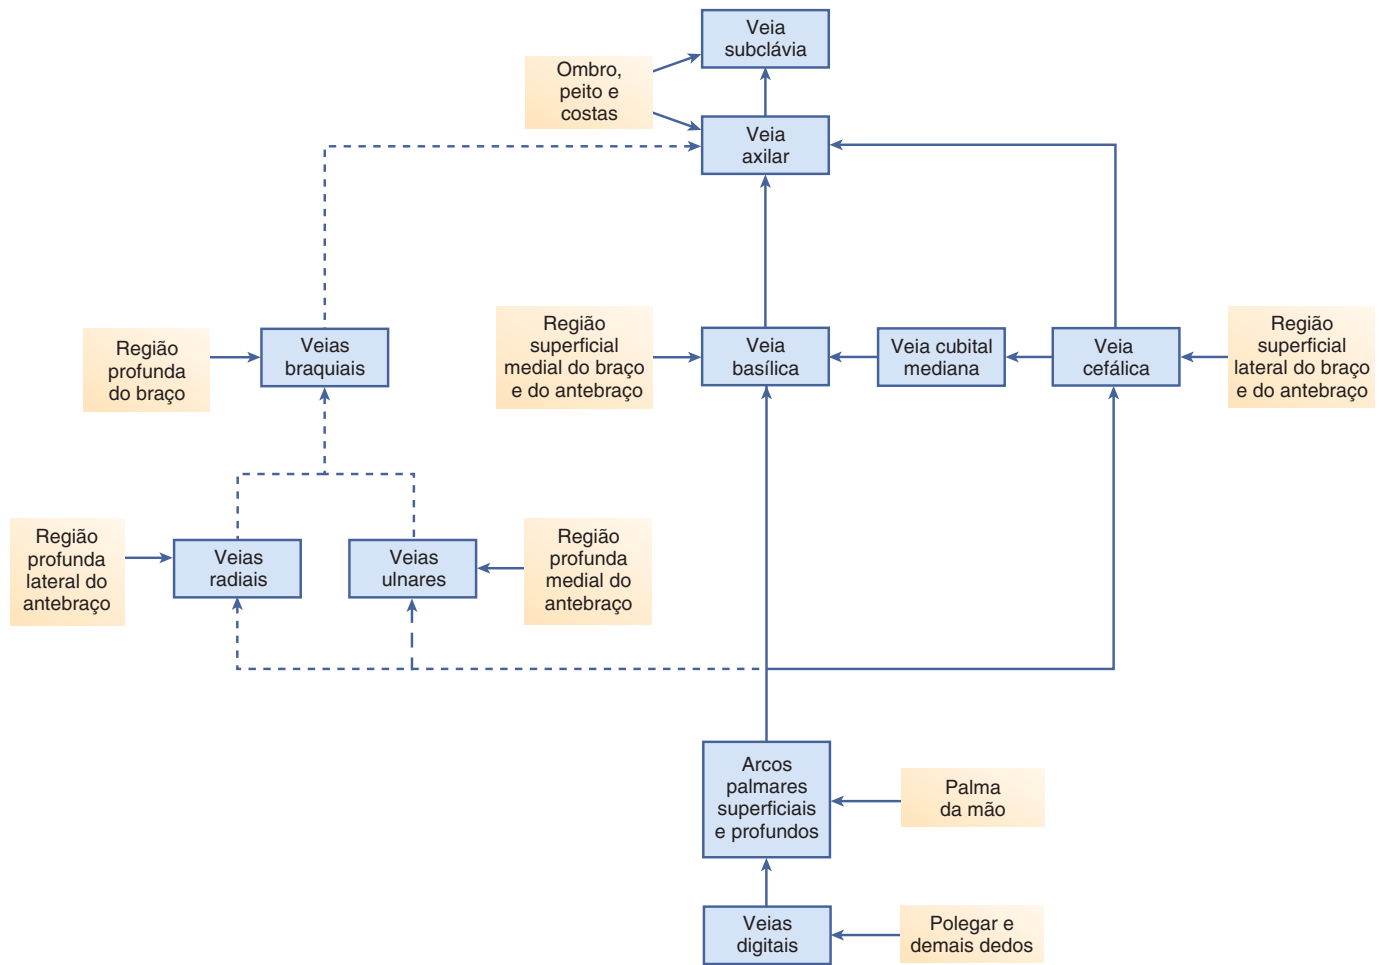 Veia
subclávia
Ombro,
peito e
costas
Veia
axilar
Região
profunda
do braço
Veias
braquiais
Região
superficial
medial do braço
e do antebraço
Veia
basílica
Veia cubital
mediana
Veia
cefálica
Região
superficial
lateral do braço
e do antebraço
Região
profunda
lateral do
antebraço
Veias
radiais
Veias
ulnares
Região
profunda
medial do
antebraço
Arcos
palmares
superficiais
e profundos
Palma
da mão
Veias
digitais
Polegar e
demais dedos